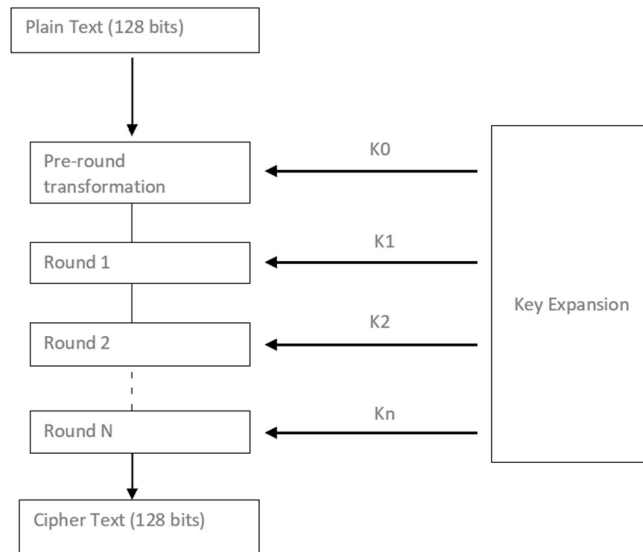 Plain Text (128 bits)
Pre-round
transformation
K0
Round 1
K1
Key Expansion
Round 2
K2
Round N
Kn
Cipher Text (128 bits)